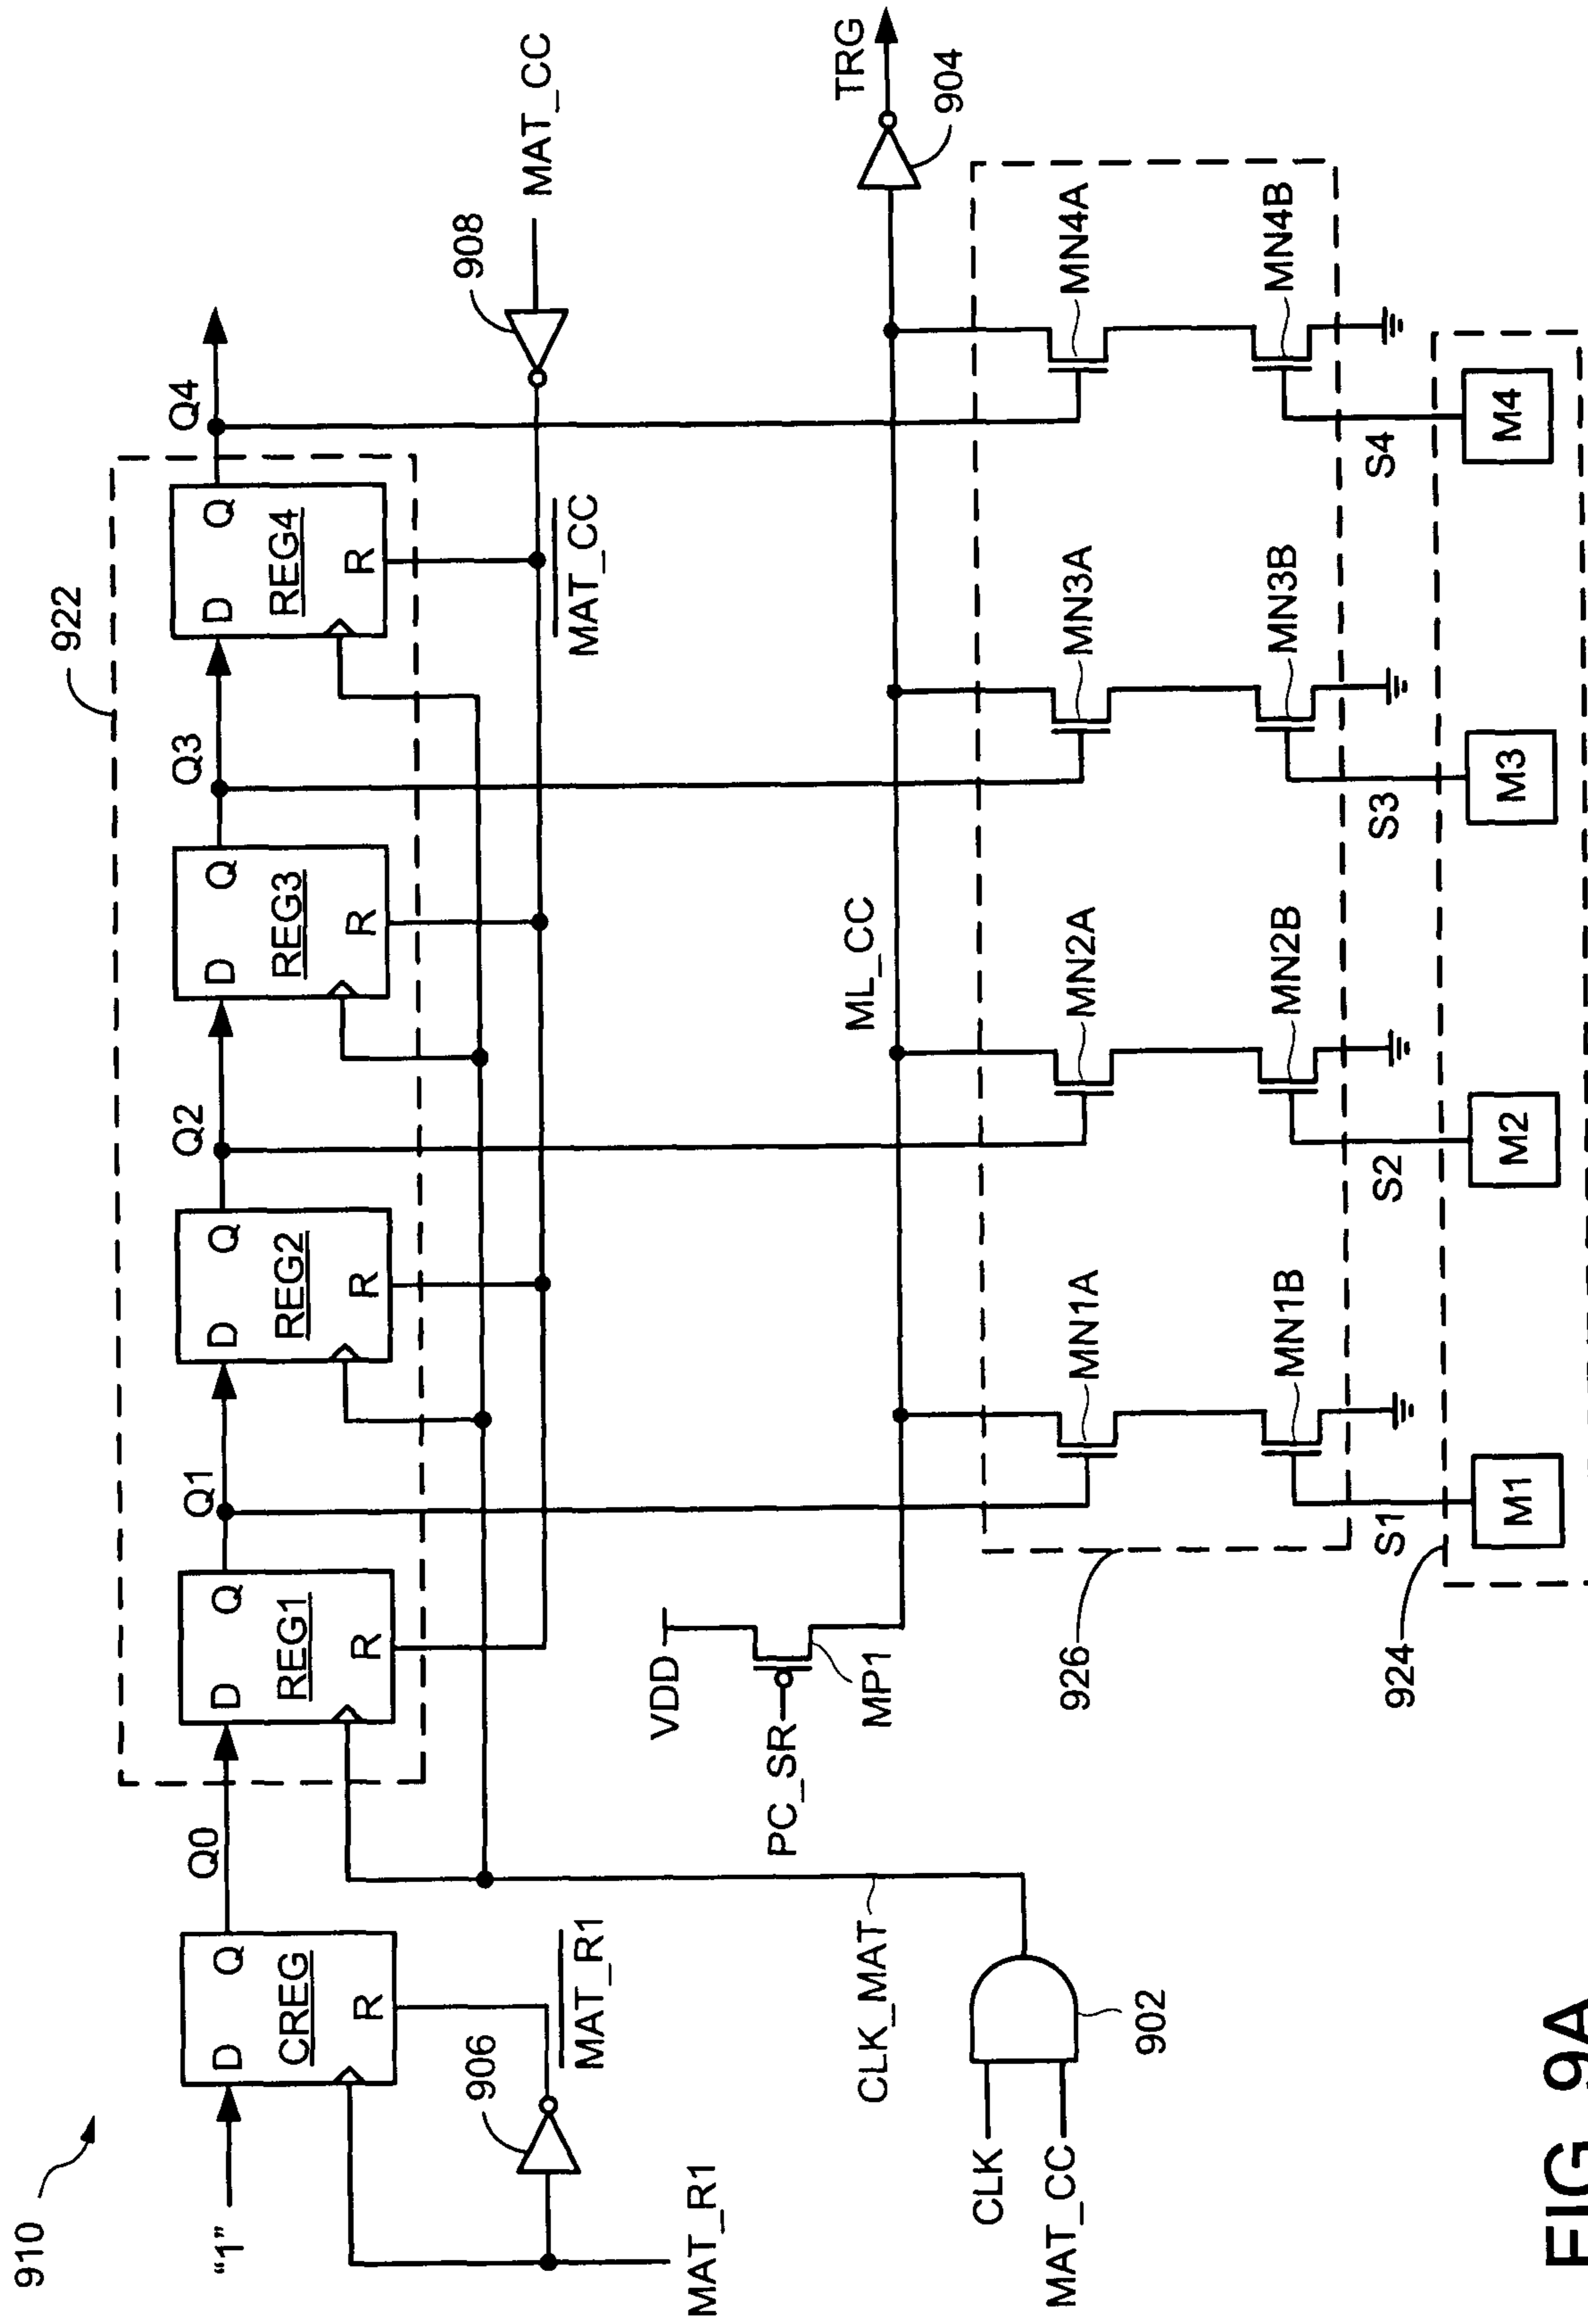 910
922
"1"
D
Q
CREG
R
Q0
D
Q
REG1
R
Q1
D
Q
REG2
R
Q2
D
Q
REG3
R
Q3
D
Q
REG4
R
Q4
906
MAT_R1
MAT_R1
908
MAT_CC
MAT_CC
CLK
MAT_CC
902
CLK_MAT
VDD
PC_SR
MP1
ML_CC
904
TRG
926
MN1A
MN2A
MN3A
MN4A
MN1B
MN2B
MN3B
MN4B
S1
S2
S3
S4
924
M1
M2
M3
M4
FIG. 9A